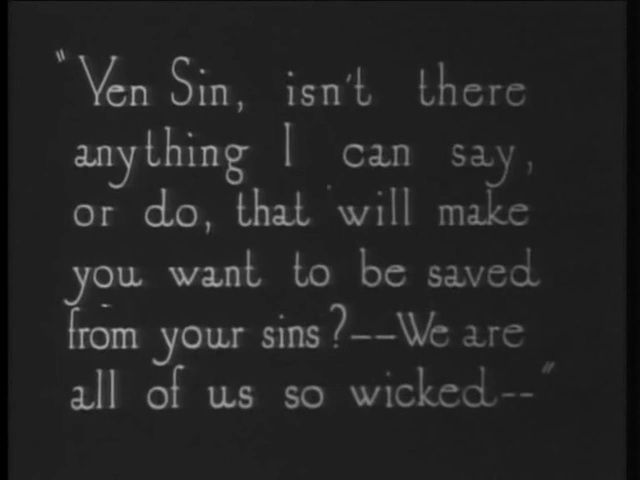 "Yen Sin, isn't there
anything I can say,
or do, that will make
you want to be saved
from your sins?--We are
all of us so wicked--"